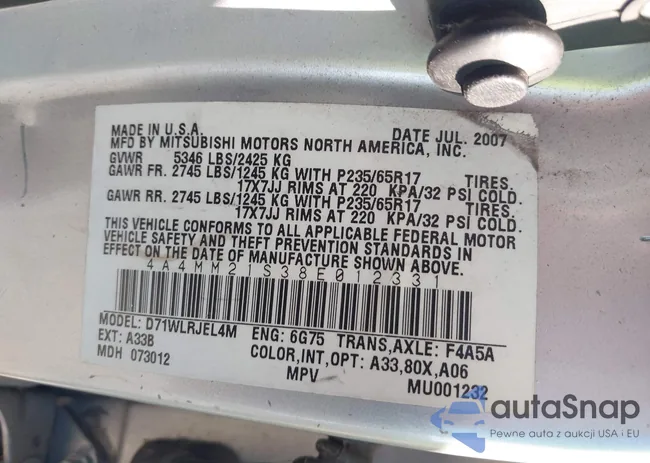 MADE IN U.S.A. DATE JUL. 2007
MFD BY MITSUBISHI MOTORS NORTH AMERICA, INC.
GVWR 5346 LBS/2425 KG
GAWR FR. 2745 LBS/1245 KG WITH P235/65R17 TIRES.
17X7JJ RIMS AT 220 KPA/32 PSI COLD.
GAWR RR. 2745 LBS/1245 KG WITH P235/65R17 TIRES.
17X7JJ RIMS AT 220 KPA/32 PSI COLD.
THIS VEHICLE CONFORMS TO ALL APPLICABLE FEDERAL MOTOR
VEHICLE SAFETY AND THEFT PREVENTION STANDARDS IN
EFFECT ON THE DATE OF MANUFACTURE SHOWN ABOVE.
4A4MM21S38E012331
MODEL: D71WLRJEL4M ENG: 6G75 TRANS,AXLE: F4A5A
EXT: A33B COLOR,INT,OPT: A33,80X,A06
MDH 073012 MPV MU001232
autaSnap
Pewne auta z aukcji USA i EU